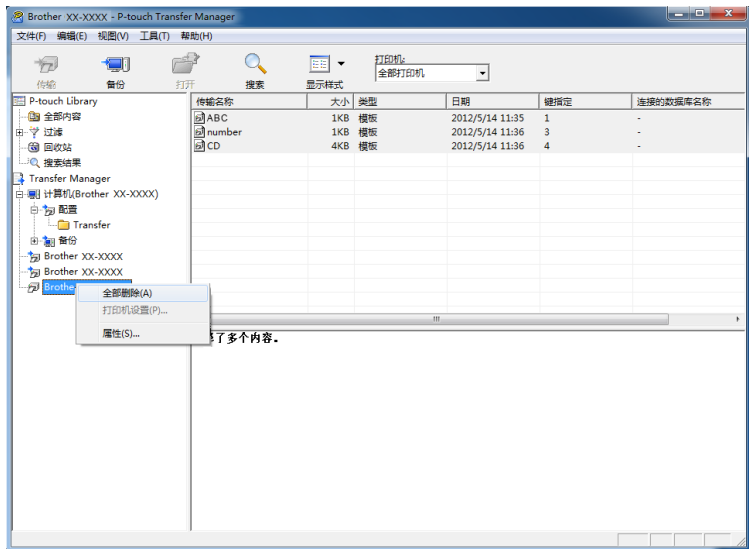 Brother XX-XXXX - P-touch Transfer Manager
文件(F) 编辑(E) 视图(V) 工具(T) 帮助(H)
传输 备份 打开 搜索 显示样式 打印机: 全部打印机
P-touch Library
全部内容
过滤
回收站
搜索结果
Transfer Manager
计算机(Brother XX-XXXX)
配置
Transfer
备份
Brother XX-XXXX
Brother XX-XXXX
Brothe
全部删除(A)
打印机设置(P)...
属性(S)...
传输名称 大小 类型 日期 键指定 连接的数据库名称
ABC 1KB 模板 2012/5/14 11:35 1 -
number 1KB 模板 2012/5/14 11:36 3 -
CD 4KB 模板 2012/5/14 11:36 4 -
了多个内容。